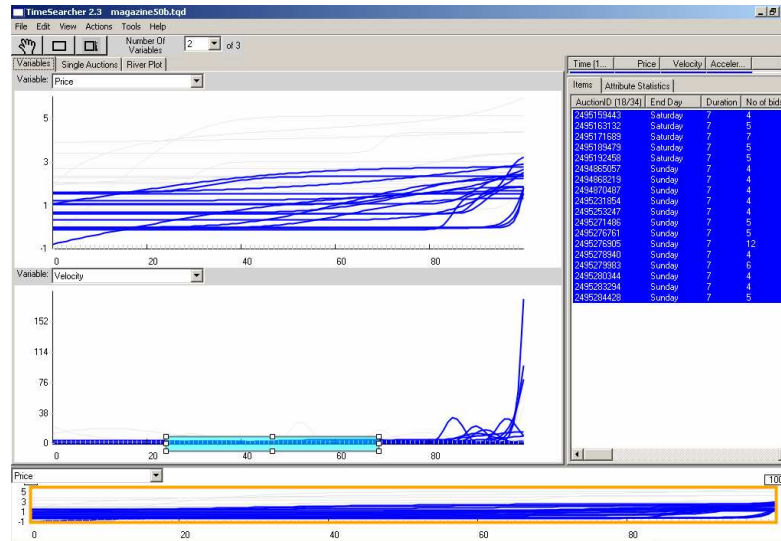 TimeSearcher 2.3 magazine50b.tqd
File Edit View Actions Tools Help
Number Of Variables 2 of 3
Variables Single Auctions River Plot
Variable: Price
5
3
1
-1
0 20 40 60 80
Variable: Velocity
152
114
76
38
0
0 20 40 60 80
Time (1... Price Velocity Acceler...
Items Attribute Statistics
AuctionID (18/34) End Day Duration No of bids
2495159443 Saturday 7 4
2495163132 Saturday 7 5
2495171689 Saturday 7 7
2495189479 Saturday 7 5
2495192458 Saturday 7 5
2494865057 Sunday 7 4
2494868219 Sunday 7 4
2494870487 Sunday 7 4
2495231854 Sunday 7 4
2495253247 Sunday 7 4
2495271486 Sunday 7 5
2495276761 Sunday 7 5
2495276905 Sunday 7 12
2495278940 Sunday 7 4
2495279983 Sunday 7 6
2495280344 Sunday 7 4
2495283294 Sunday 7 4
2495284428 Sunday 7 5
Price
100
5
3
1
-1
0 20 40 60 80